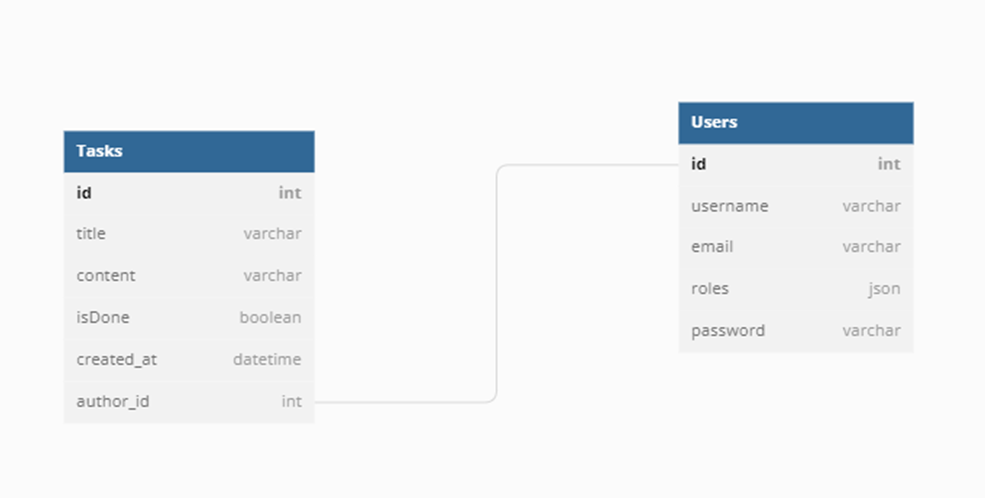 Tasks
id int
title varchar
content varchar
isDone boolean
created_at datetime
author_id int
Users
id int
username varchar
email varchar
roles json
password varchar